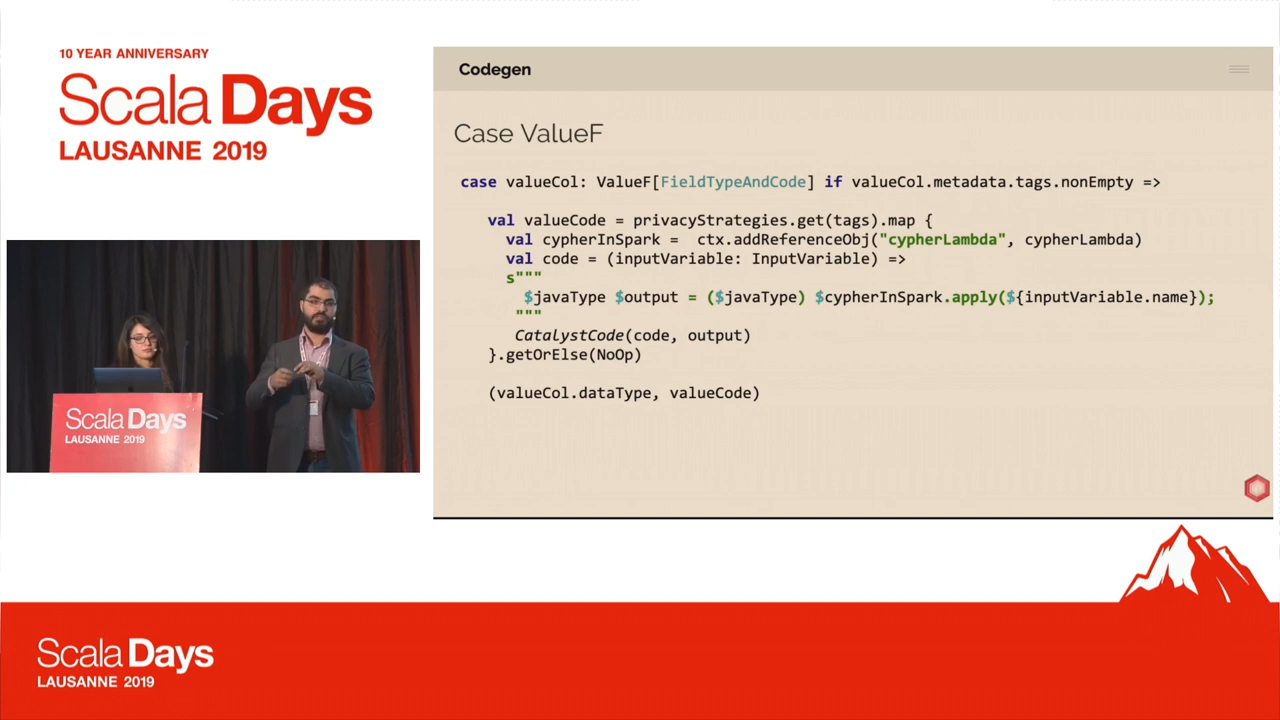 10 YEAR ANNIVERSARY
Scala Days
LAUSANNE 2019
Codegen
Case ValueF
case valueCol: ValueF[FieldTypeAndCode] if valueCol.metadata.tags.nonEmpty =>
val valueCode = privacyStrategies.get(tags).map {
val cypherInSpark = ctx.addReferenceObj("cypherLambda", cypherLambda)
val code = (inputVariable: InputVariable) =>
s"""
$javaType $output = ($javaType) $cypherInSpark.apply(${inputVariable.name});
"""
CatalystCode(code, output)
}.getOrElse(NoOp)
(valueCol.dataType, valueCode)
Scala Days
LAUSANNE 2019
Scala Days
LAUSANNE 2019